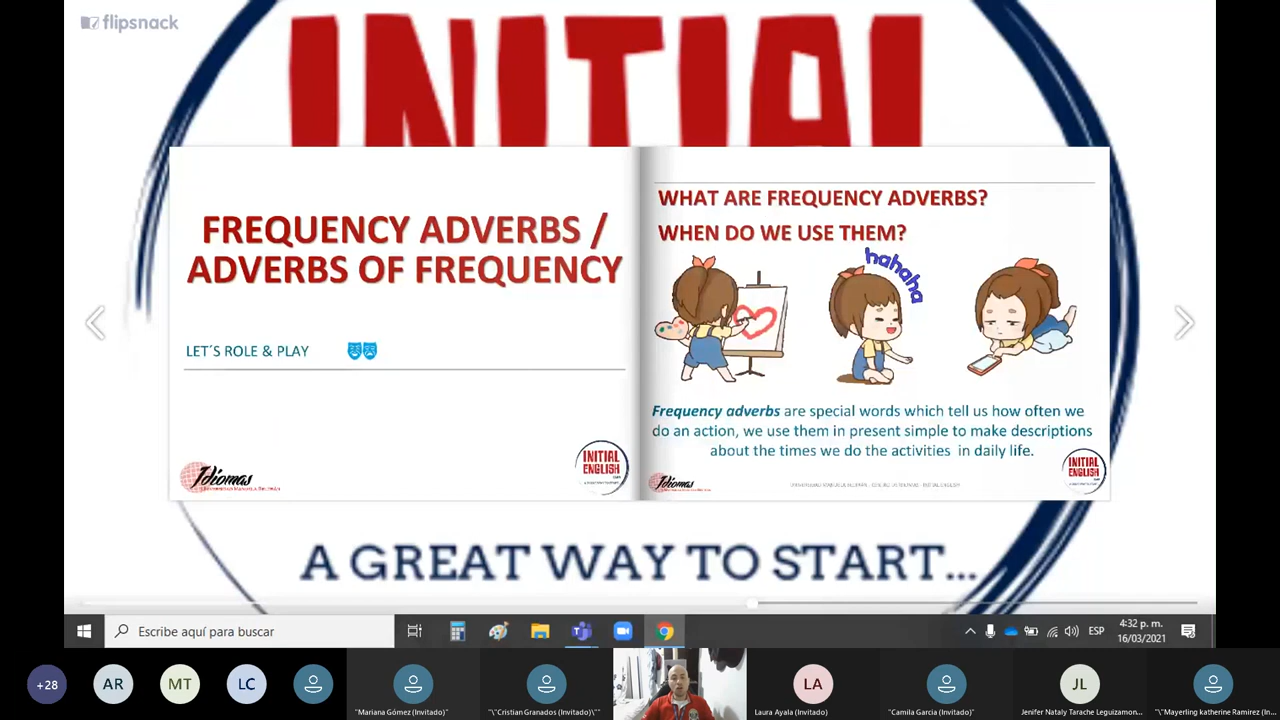 flipsnack
INITIAL
FREQUENCY ADVERBS /
ADVERBS OF FREQUENCY
LET´S ROLE & PLAY
Idiomas
INITIAL
ENGLISH
WHAT ARE FREQUENCY ADVERBS?
WHEN DO WE USE THEM?
hahaha
Frequency adverbs are special words which tell us how often we
do an action, we use them in present simple to make descriptions
about the times we do the activities in daily life.
Idiomas
INITIAL
ENGLISH
A GREAT WAY TO START...
Escribe aquí para buscar
ESP
4:32 p. m.
16/03/2021
+28
AR
MT
LC
LA
JL
"Mariana Gómez (Invitado)"
"\"Cristian Granados (Invitado)\""
Laura Ayala (Invitado)
"Camila Garcia (Invitado)"
Jenifer Nataly Tarache Leguizamon...
"\"Mayerling katherine Ramirez (In...